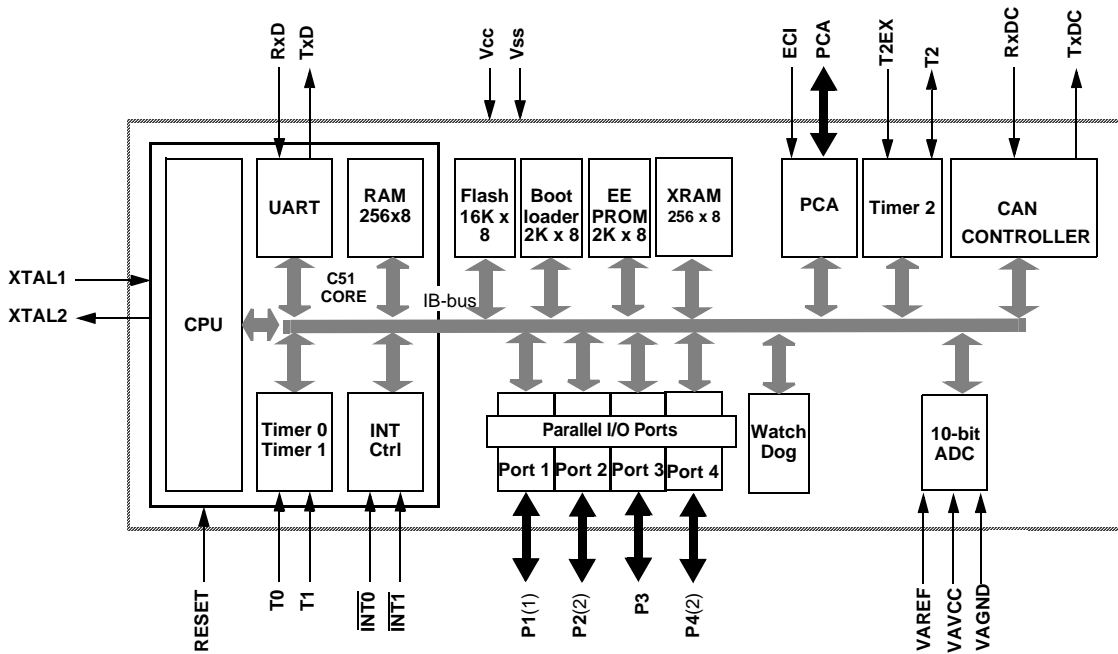 RxD
TxD
Vcc
Vss
ECI
PCA
T2EX
T2
RxDC
TxDC
XTAL1
XTAL2
CPU
UART
RAM
256x8
C51
CORE
IB-bus
Flash
16K x
8
Boot
loader
2K x 8
EE
PROM
2K x 8
XRAM
256 x 8
PCA
Timer 2
CAN
CONTROLLER
Timer 0
Timer 1
INT
Ctrl
Parallel I/O Ports
Port 1
Port 2
Port 3
Port 4
Watch
Dog
10-bit
ADC
RESET
T0
T1
INT0
INT1
P1(1)
P2(2)
P3
P4(2)
VAREF
VAVCC
VAGND